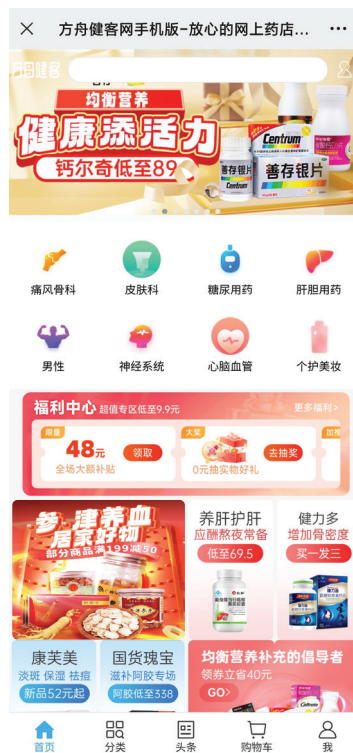 方舟健客网手机版-放心的网上药店...
方舟健客
均衡营养
健康添活力
钙尔奇低至89
Centrum
善存银片
善存银片
Centrum
痛风骨科
皮肤科
糖尿用药
肝胆用药
男性
神经系统
心脑血管
个护美妆
福利中心 超值专区低至9.9元
更多福利>
限量
48元
领取
全场大额补贴
大奖
去抽奖
0元抽实物好礼
参津养血
居家好物
部分商品满199减50
养肝护肝
应酬熬夜常备
低至69.5
健力多
增加骨密度
买一发三
康芙美
淡斑 保湿 祛痘
新品52元起
国货瑰宝
滋补阿胶专场
阿胶低至338
均衡营养补充的倡导者
领券立省40元
GO>
Caltrate
首页
分类
头条
购物车
我